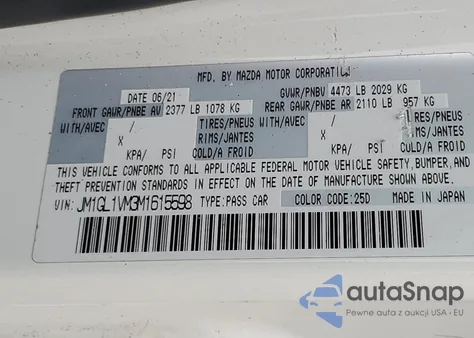 MFD. BY MAZDA MOTOR CORPORATION
DATE 06/21 GVWR/PNBV 4473 LB 2029 KG
FRONT GAWR/PNBE AV 2377 LB 1078 KG REAR GAWR/PNBE AR 2110 LB 957 KG
WITH/AVEC / TIRES/PNEUS WITH/AVEC / TIRES/PNEUS
X RIMS/JANTES X RIMS/JANTES
KPA/ PSI COLD/A FROID KPA/ PSI COLD/A FROID
THIS VEHICLE CONFORMS TO ALL APPLICABLE FEDERAL MOTOR VEHICLE SAFETY, BUMPER, AND
THEFT PREVENTION STANDARDS IN EFFECT ON THE DATE OF MANUFACTURE SHOWN ABOVE.
VIN: JM1GL1VM3M1615598 TYPE: PASS CAR COLOR CODE: 25D MADE IN JAPAN
autoSnap
Pewne auta z aukcji USA i EU